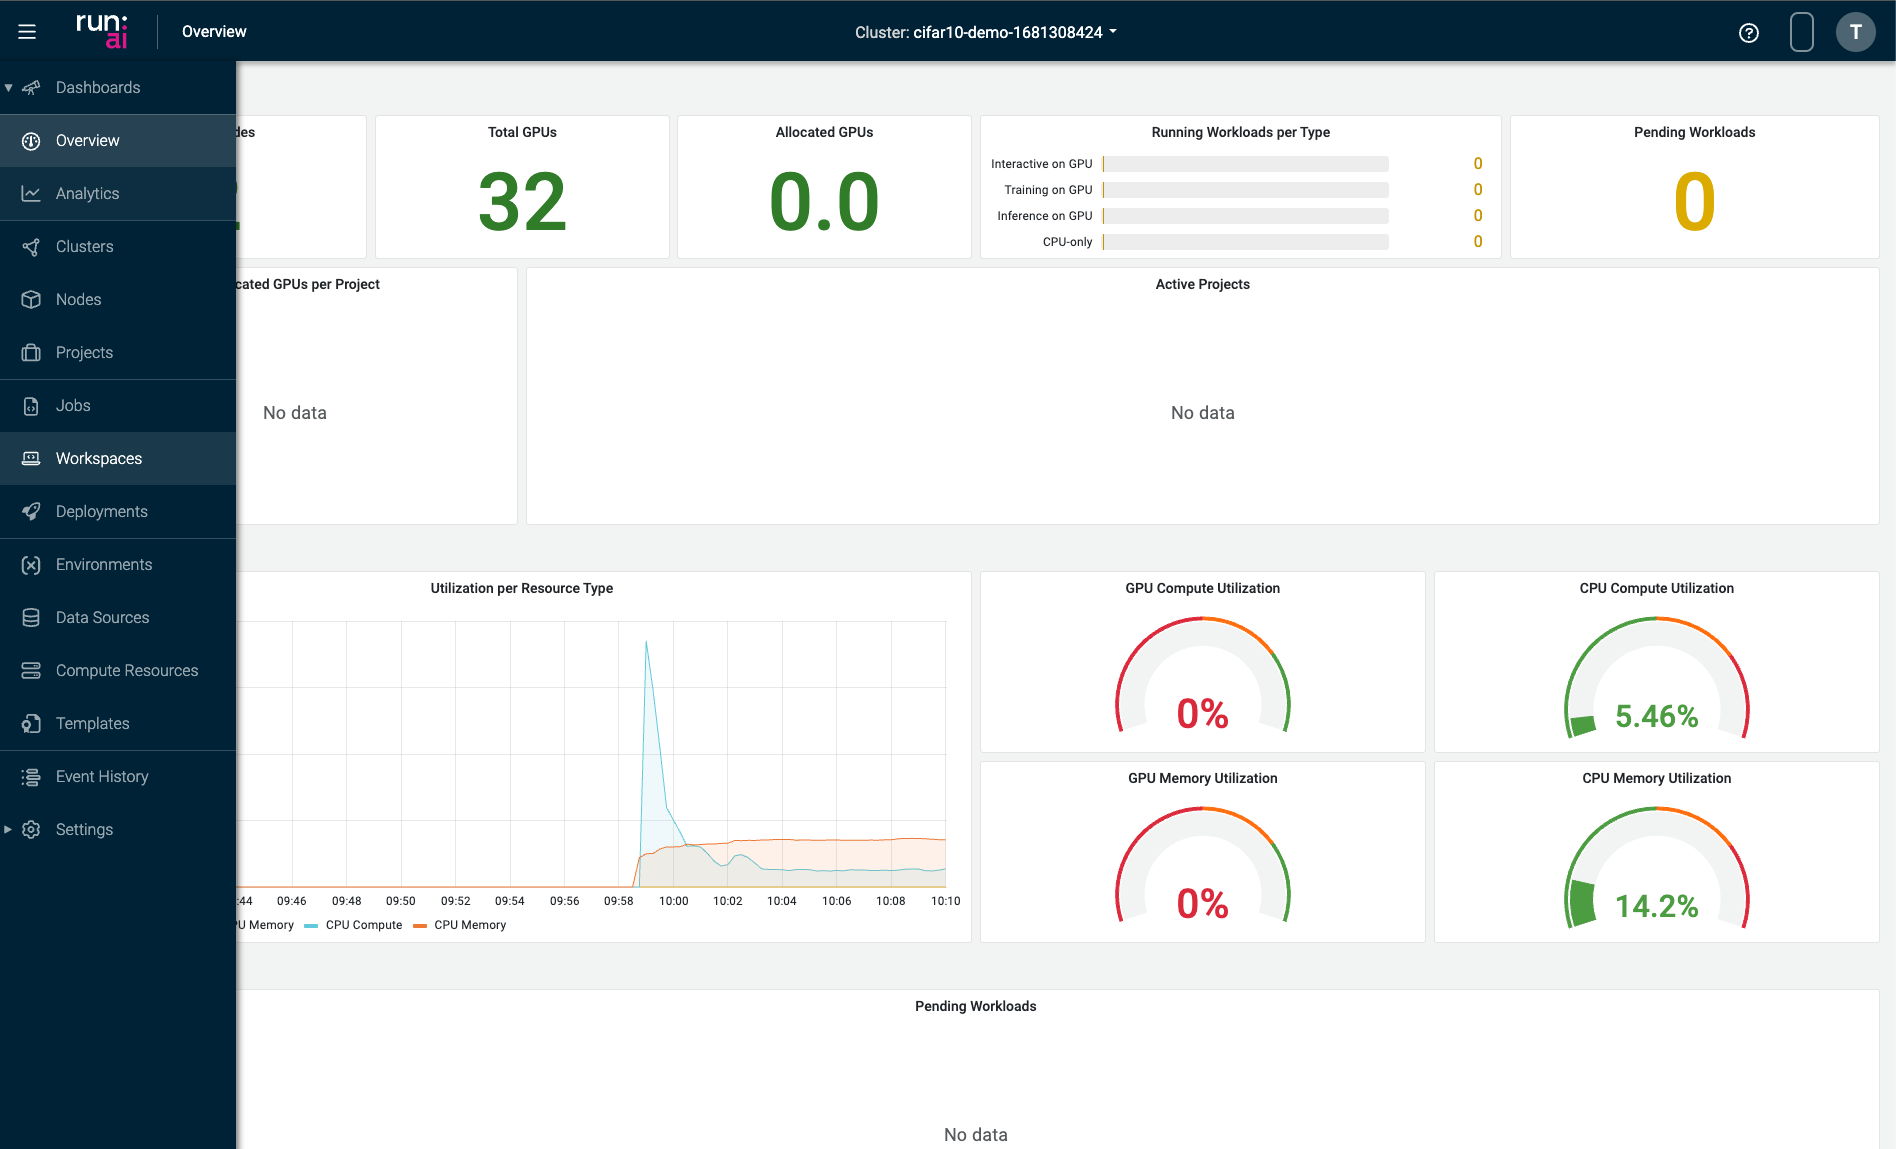 run:
ai
Overview
Cluster: cifar10-demo-1681308424
T
Dashboards
Overview
Analytics
Clusters
Nodes
Projects
Jobs
Workspaces
Deployments
Environments
Data Sources
Compute Resources
Templates
Event History
Settings
des
Total GPUs
32
Allocated GPUs
0.0
Running Workloads per Type
Interactive on GPU 0
Training on GPU 0
Inference on GPU 0
CPU-only 0
Pending Workloads
0
cated GPUs per Project
No data
Active Projects
No data
Utilization per Resource Type
:44 09:46 09:48 09:50 09:52 09:54 09:56 09:58 10:00 10:02 10:04 10:06 10:08 10:10
PU Memory CPU Compute CPU Memory
GPU Compute Utilization
0%
CPU Compute Utilization
5.46%
GPU Memory Utilization
0%
CPU Memory Utilization
14.2%
Pending Workloads
No data